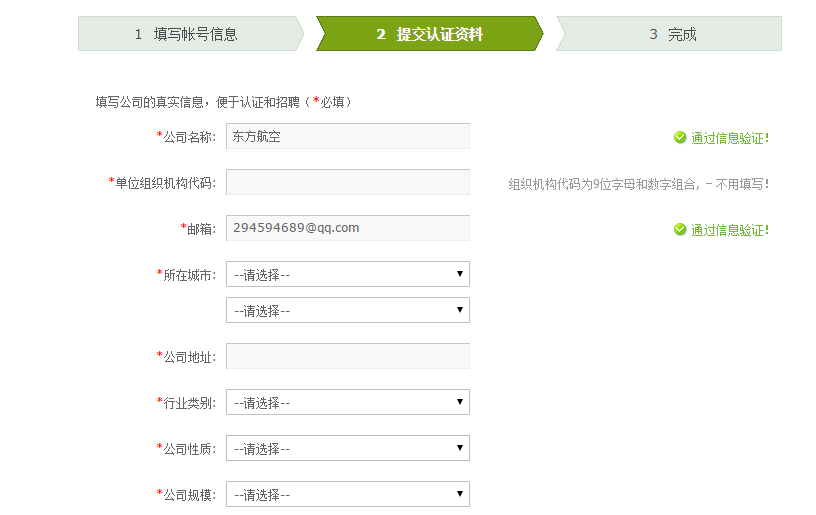 1 填写帐号信息 2 提交认证资料 3 完成
填写公司的真实信息，便于认证和招聘（*必填）
*公司名称: 东方航空 通过信息验证!
*单位组织机构代码: 组织机构代码为9位字母和数字组合, - 不用填写!
*邮箱: 294594689@qq.com 通过信息验证!
*所在城市: --请选择--
--请选择--
*公司地址:
*行业类别: --请选择--
*公司性质: --请选择--
*公司规模: --请选择--